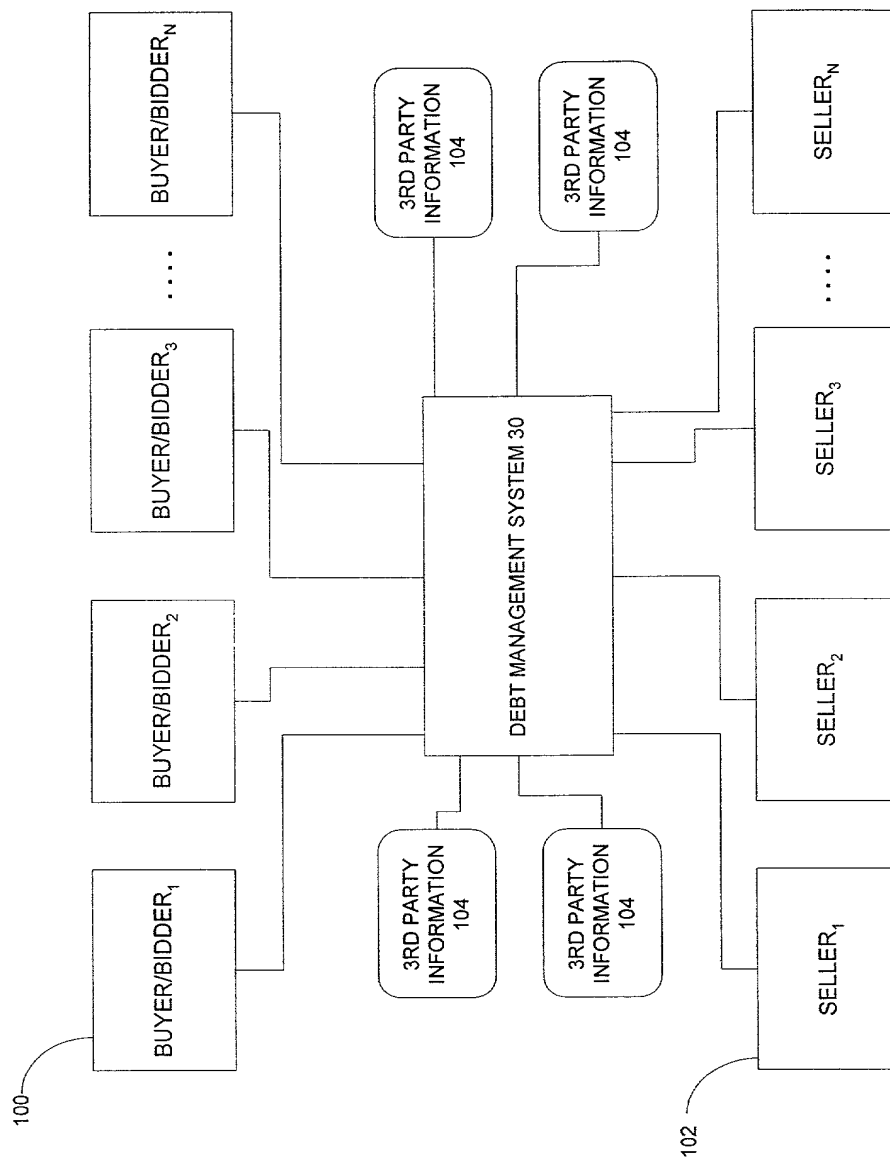 100
BUYER/BIDDER₁
BUYER/BIDDER₂
BUYER/BIDDER₃
....
BUYER/BIDDERN
3RD PARTY
INFORMATION
104
3RD PARTY
INFORMATION
104
DEBT MANAGEMENT SYSTEM 30
3RD PARTY
INFORMATION
104
3RD PARTY
INFORMATION
104
102
SELLER₁
SELLER₂
SELLER₃
....
SELLERN